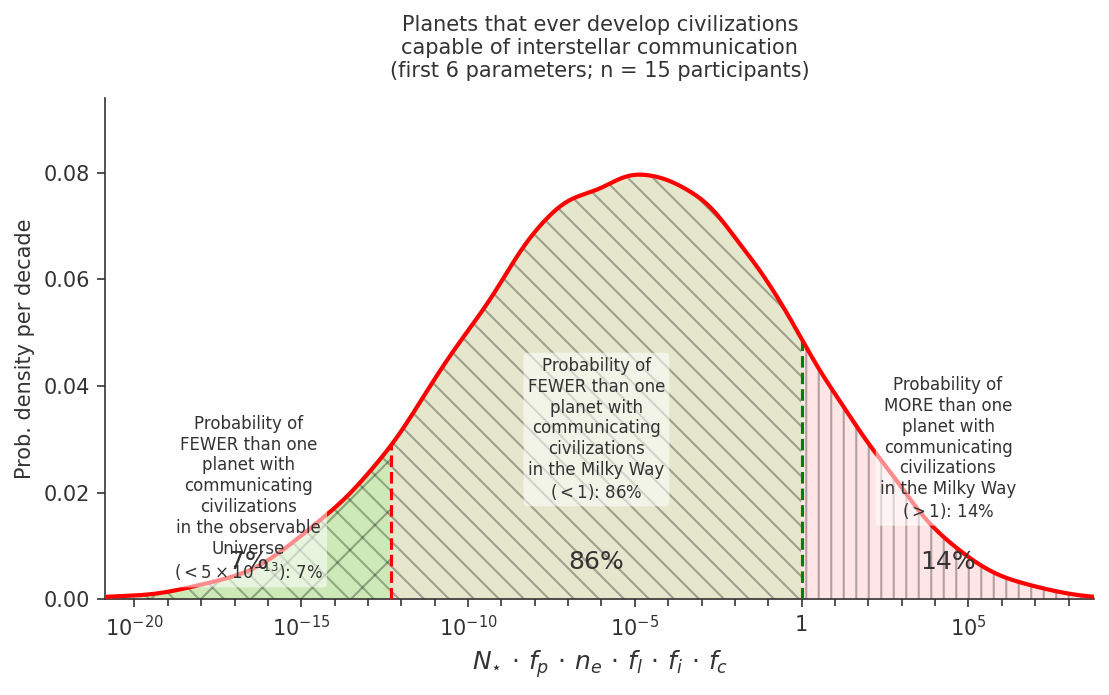 Planets that ever develop civilizations
capable of interstellar communication
(first 6 parameters; n = 15 participants)
Prob. density per decade
0.08
0.06
0.04
0.02
0.00
Probability of
FEWER than one
planet with
communicating
civilizations
in the observable
Universe
(< 5 × 10⁻¹³): 7%
7%
Probability of
FEWER than one
planet with
communicating
civilizations
in the Milky Way
(< 1): 86%
86%
Probability of
MORE than one
planet with
communicating
civilizations
in the Milky Way
(> 1): 14%
14%
10⁻²⁰ 10⁻¹⁵ 10⁻¹⁰ 10⁻⁵ 1 10⁵
N⋆ · fₚ · nₑ · fₗ · fᵢ · f_c